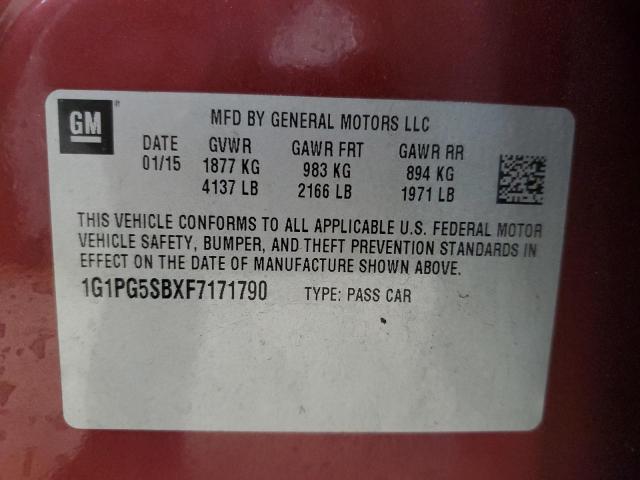 GM
MFD BY GENERAL MOTORS LLC
DATE GVWR GAWR FRT GAWR RR
01/15 1877 KG 983 KG 894 KG
4137 LB 2166 LB 1971 LB
THIS VEHICLE CONFORMS TO ALL APPLICABLE U.S. FEDERAL MOTOR
VEHICLE SAFETY, BUMPER, AND THEFT PREVENTION STANDARDS IN
EFFECT ON THE DATE OF MANUFACTURE SHOWN ABOVE.
1G1PG5SBXF7171790 TYPE: PASS CAR